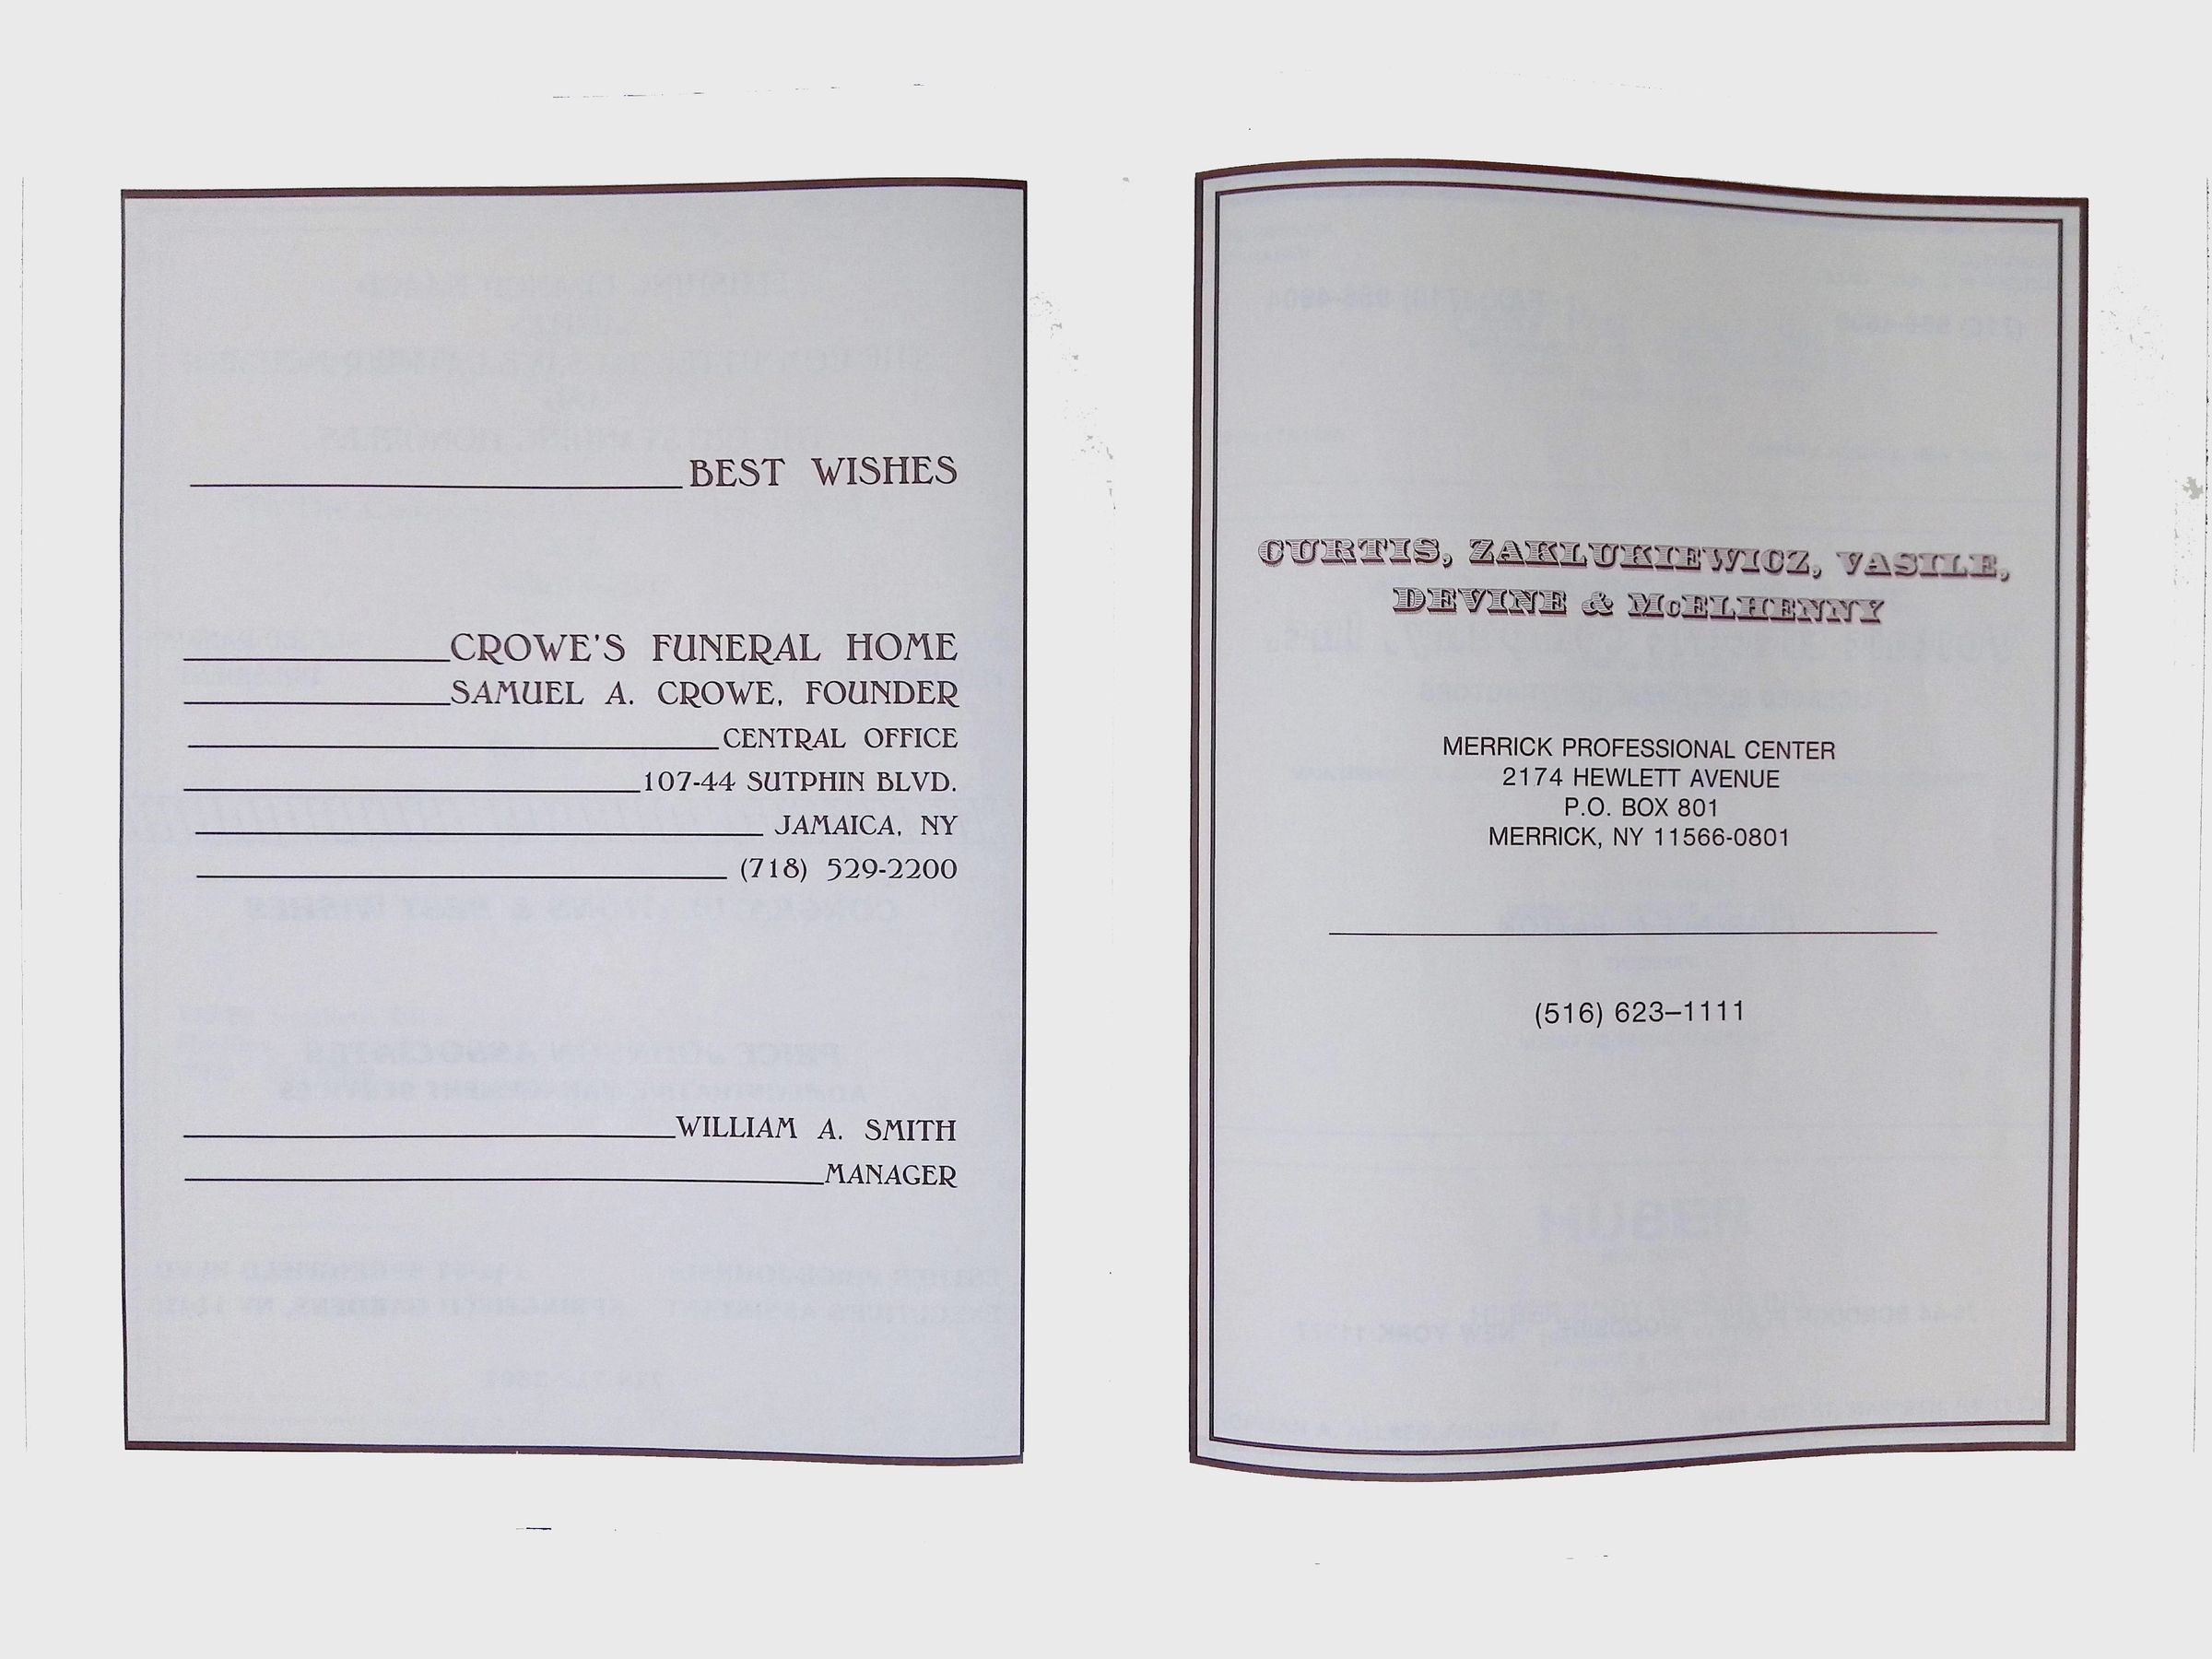 BEST WISHES
CROWE'S FUNERAL HOME
SAMUEL A. CROWE, FOUNDER
CENTRAL OFFICE
107-44 SUTPHIN BLVD.
JAMAICA, NY
(718) 529-2200
WILLIAM A. SMITH
MANAGER
CURTIS, ZAKLUKIEWICZ, VASILE,
DEVINE & McELHENNY
MERRICK PROFESSIONAL CENTER
2174 HEWLETT AVENUE
P.O. BOX 801
MERRICK, NY 11566-0801
(516) 623–1111